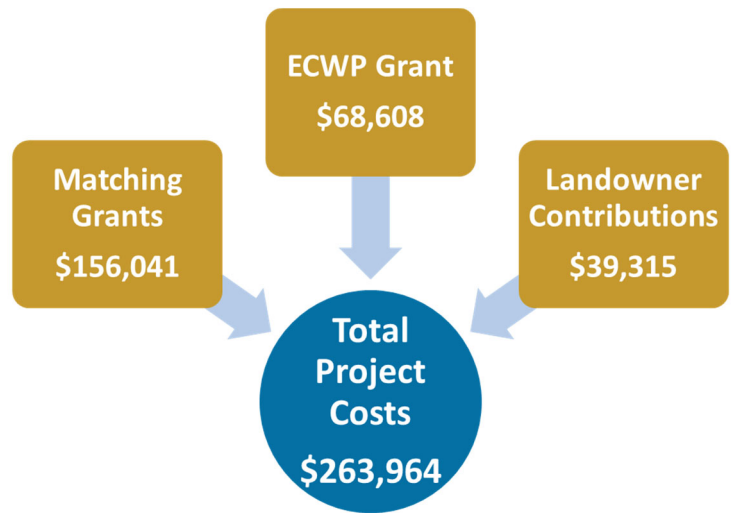 ECWP Grant
$68,608
Matching
Grants
$156,041
Landowner
Contributions
$39,315
Total
Project
Costs
$263,964